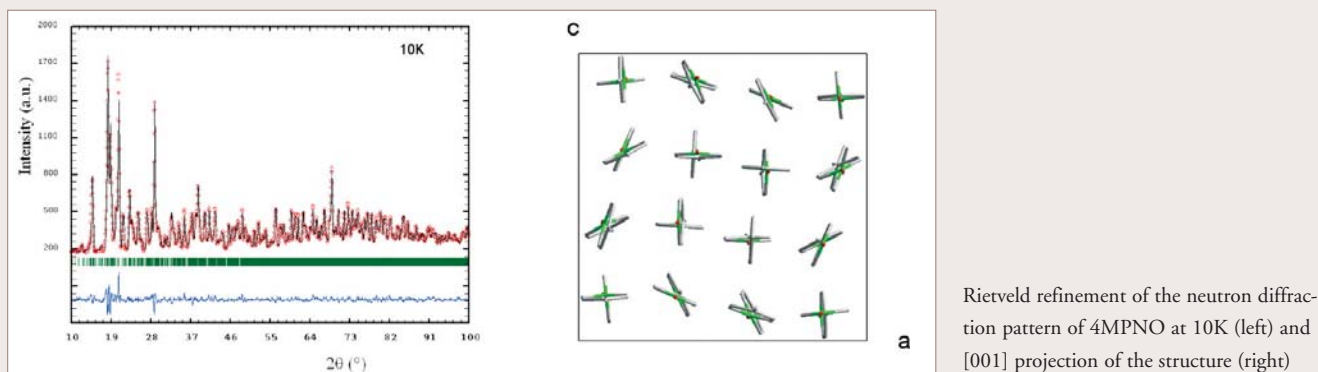 2000
1700
1400
1100
800
500
200
Intensity (a.u.)
10K
10 19 28 37 46 55 64 73 82 91 100
2θ (°)
c
a
Rietveld refinement of the neutron diffrac-
tion pattern of 4MPNO at 10K (left) and
[001] projection of the structure (right)